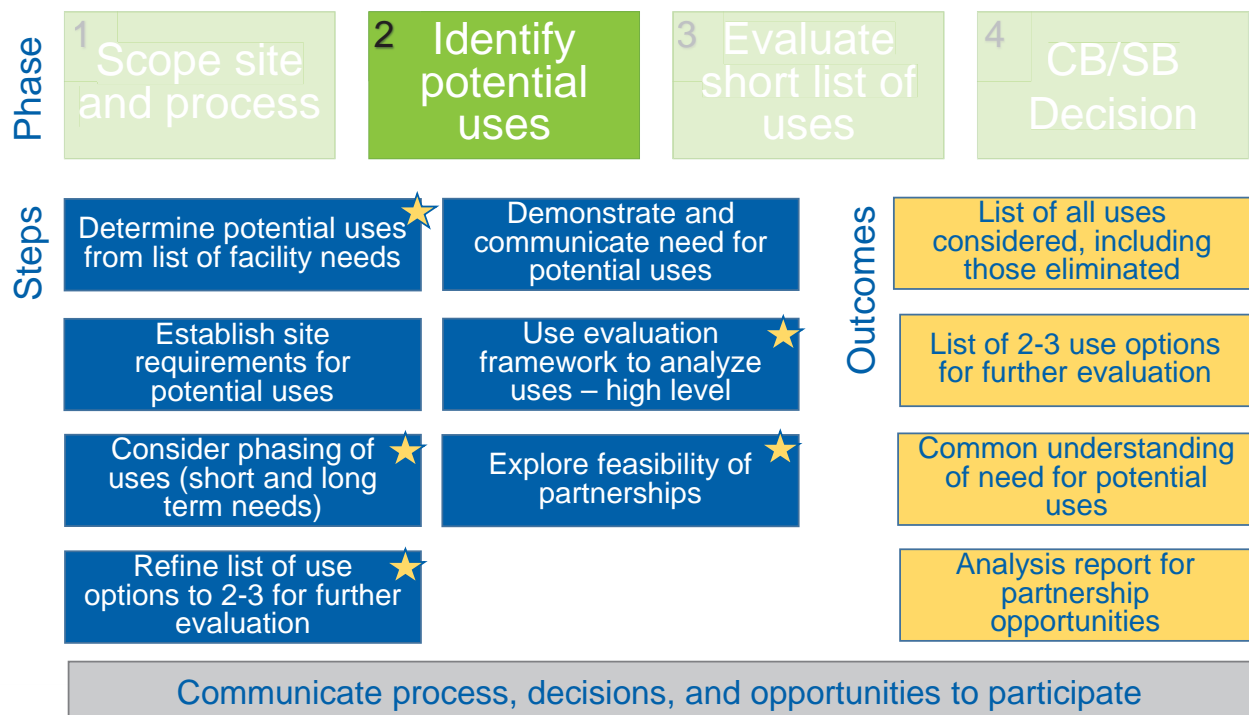 Phase
1
Scope site
and process
2
Identify
potential
uses
3
Evaluate
short list of
uses
4
CB/SB
Decision
Steps
Determine potential uses
from list of facility needs
Establish site
requirements for
potential uses
Consider phasing of
uses (short and long
term needs)
Refine list of use
options to 2-3 for further
evaluation
Demonstrate and
communicate need for
potential uses
Use evaluation
framework to analyze
uses – high level
Explore feasibility of
partnerships
Outcomes
List of all uses
considered, including
those eliminated
List of 2-3 use options
for further evaluation
Common understanding
of need for potential
uses
Analysis report for
partnership
opportunities
Communicate process, decisions, and opportunities to participate